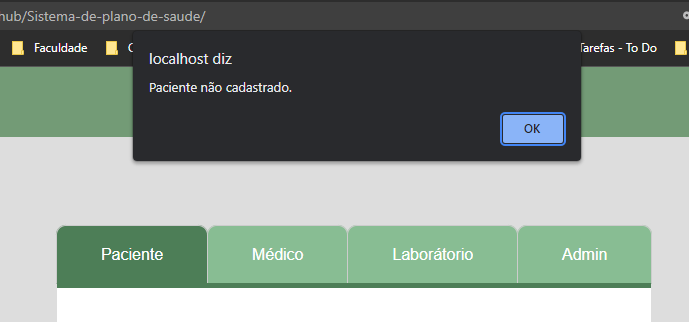 hub/Sistema-de-plano-de-saude/
Faculdade
Tarefas - To Do
localhost diz
Paciente não cadastrado.
OK
Paciente
Médico
Laborátorio
Admin